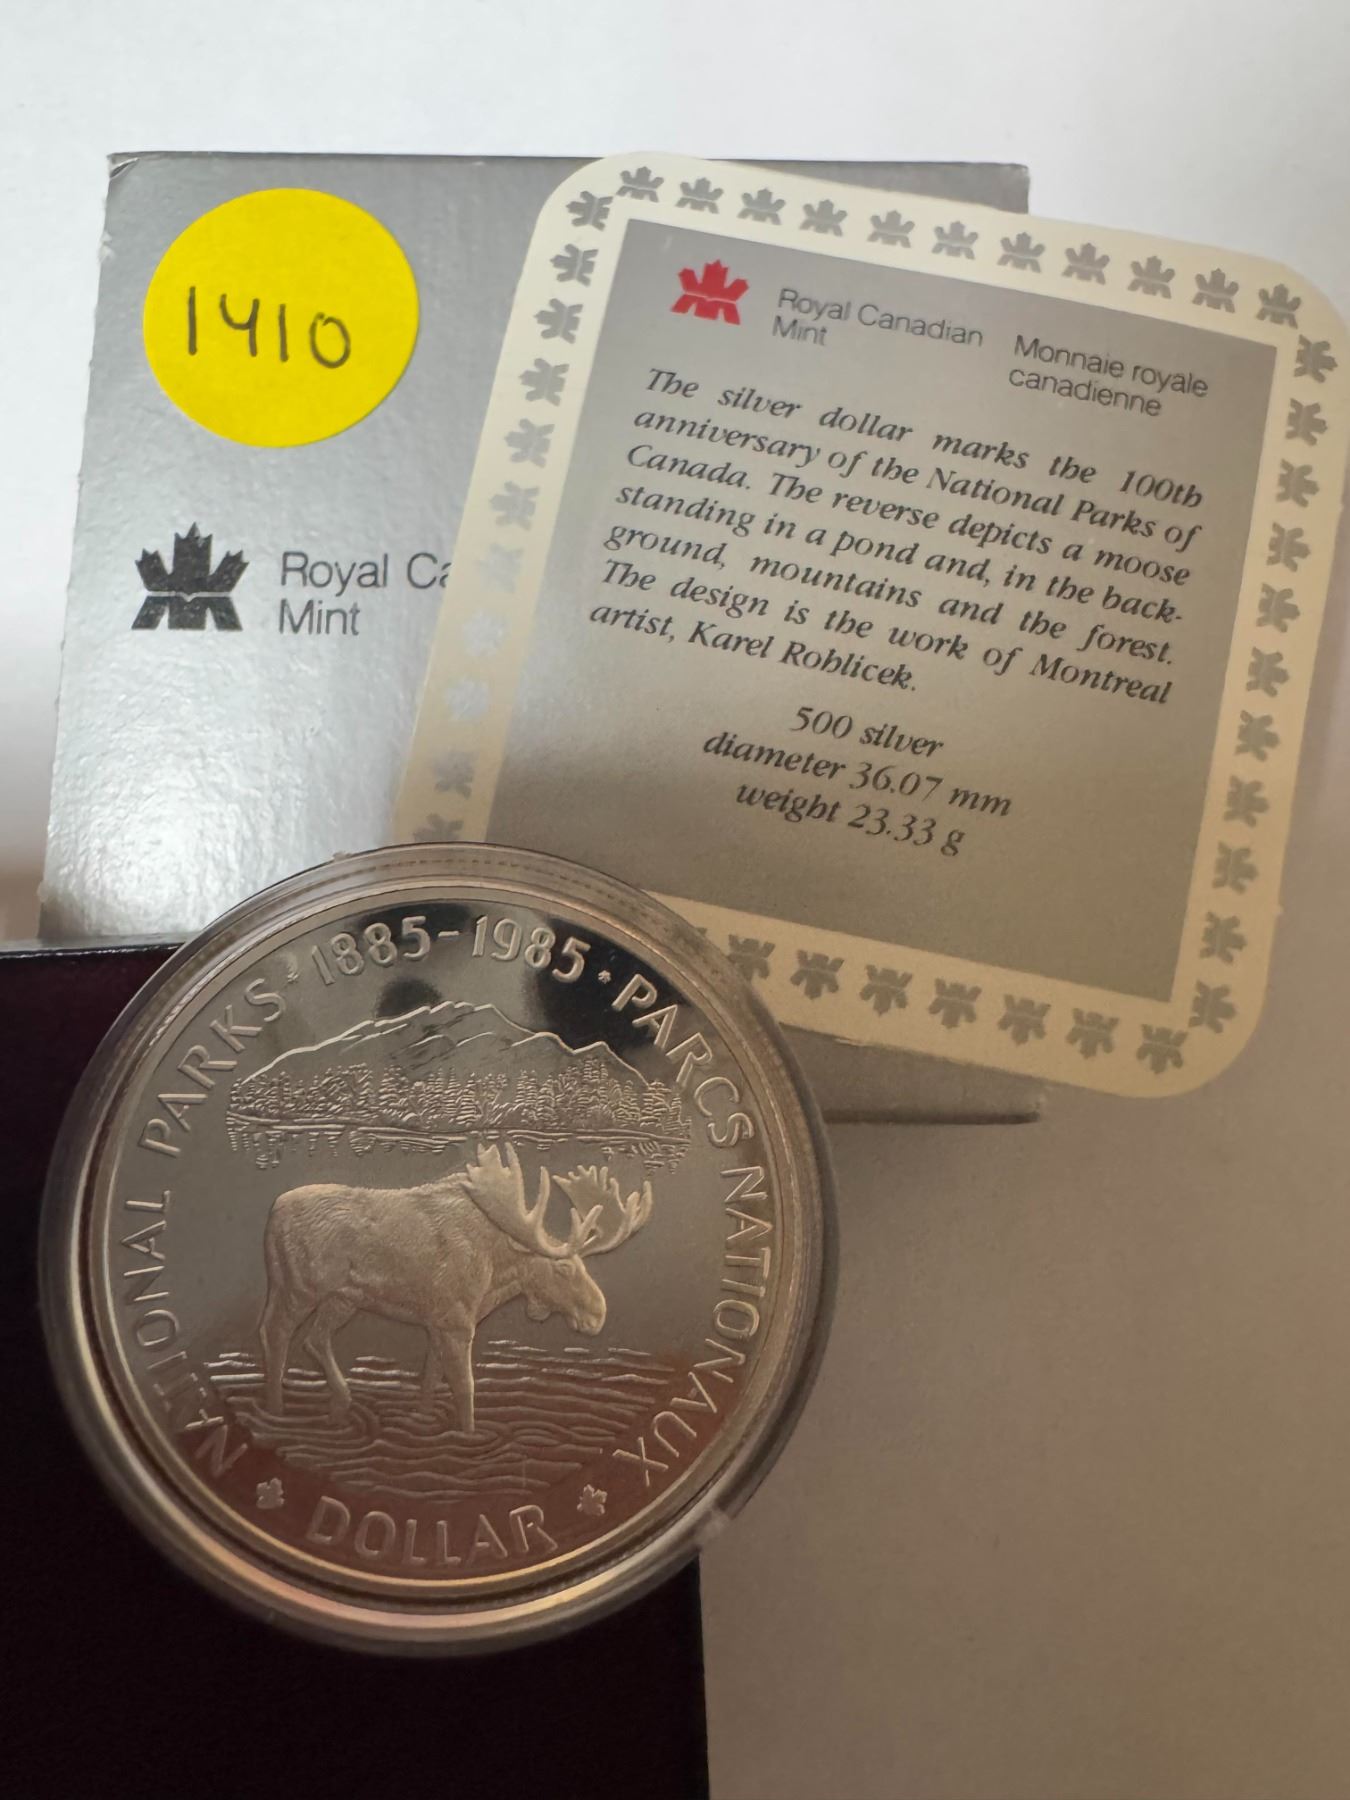 1410
Royal Ca
Mint
Royal Canadian
Mint
Monnaie royale
canadienne
The silver dollar marks the 100th
anniversary of the National Parks of
Canada. The reverse depicts a moose
standing in a pond and, in the back-
ground, mountains and the forest.
The design is the work of Montreal
artist, Karel Rohlicek.
500 silver
diameter 36.07 mm
weight 23.33 g
NATIONAL PARKS · 1885-1985 · PARCS NATIONAUX
DOLLAR